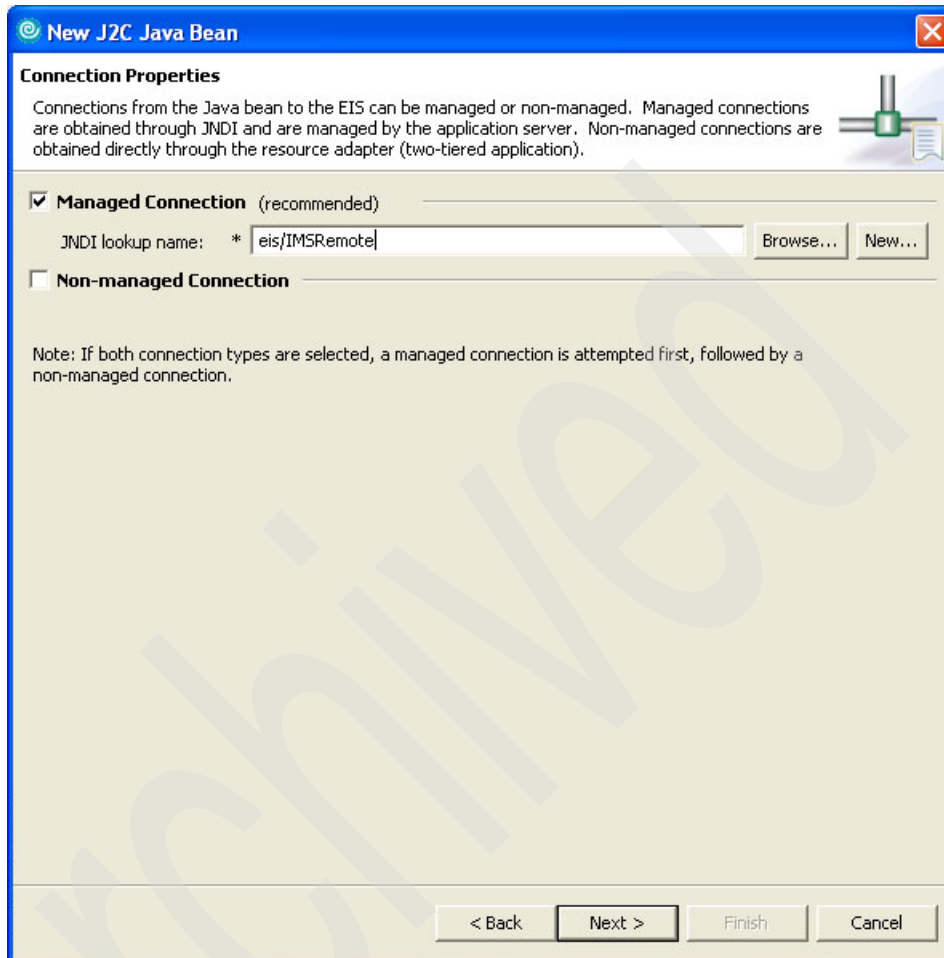 New J2C Java Bean
Connection Properties
Connections from the Java bean to the EIS can be managed or non-managed. Managed connections
are obtained through JNDI and are managed by the application server. Non-managed connections are
obtained directly through the resource adapter (two-tiered application).
Managed Connection (recommended)
JNDI lookup name: * eis/IMSRemote Browse... New...
Non-managed Connection
Note: If both connection types are selected, a managed connection is attempted first, followed by a
non-managed connection.
< Back Next > Finish Cancel
rchived